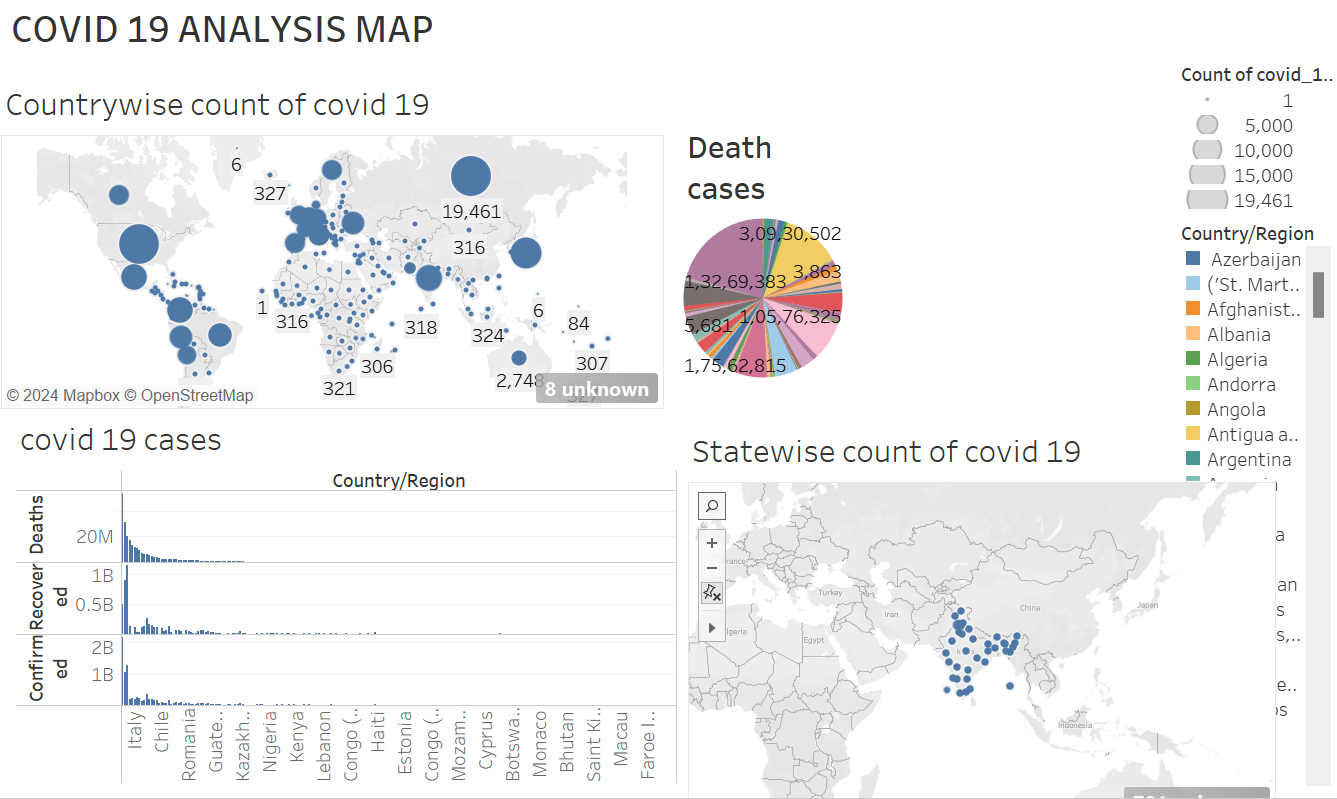 COVID 19 ANALYSIS MAP
Countrywise count of covid 19
6
327
19,461
316
1
316
318
324
6
84
306
307
321
2,748
8 unknown
© 2024 Mapbox © OpenStreetMap
Death
cases
3,09,30,502
3,863
1,32,69,383
1,05,76,325
5,681
1,75,62,815
Count of covid_1..
1
5,000
10,000
15,000
19,461
Country/Region
Azerbaijan
('St. Mart..
Afghanist..
Albania
Algeria
Andorra
Angola
Antigua a..
Argentina
covid 19 cases
Country/Region
Deaths
20M
Recover
ed
1B
0.5B
Confirm
ed
2B
1B
Italy
Chile
Romania
Guate..
Kazakh..
Nigeria
Kenya
Lebanon
Congo (..
Haiti
Estonia
Congo (..
Mozam..
Cyprus
Botswa..
Monaco
Bhutan
Saint Ki..
Macau
Faroe I..
Statewise count of covid 19
Turkey
Iran
China
Japan
Egypt
Indonesia